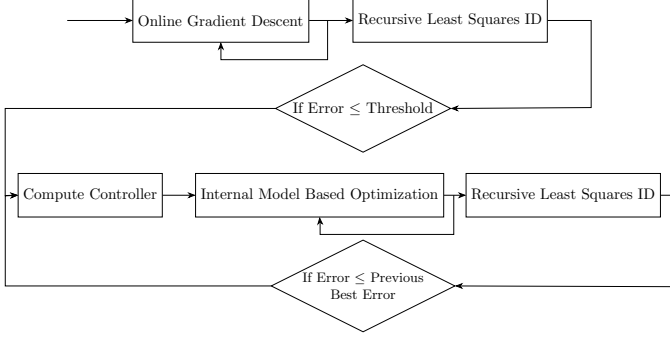 Online Gradient Descent
Recursive Least Squares ID
If Error ≤ Threshold
Compute Controller
Internal Model Based Optimization
Recursive Least Squares ID
If Error ≤ Previous
Best Error